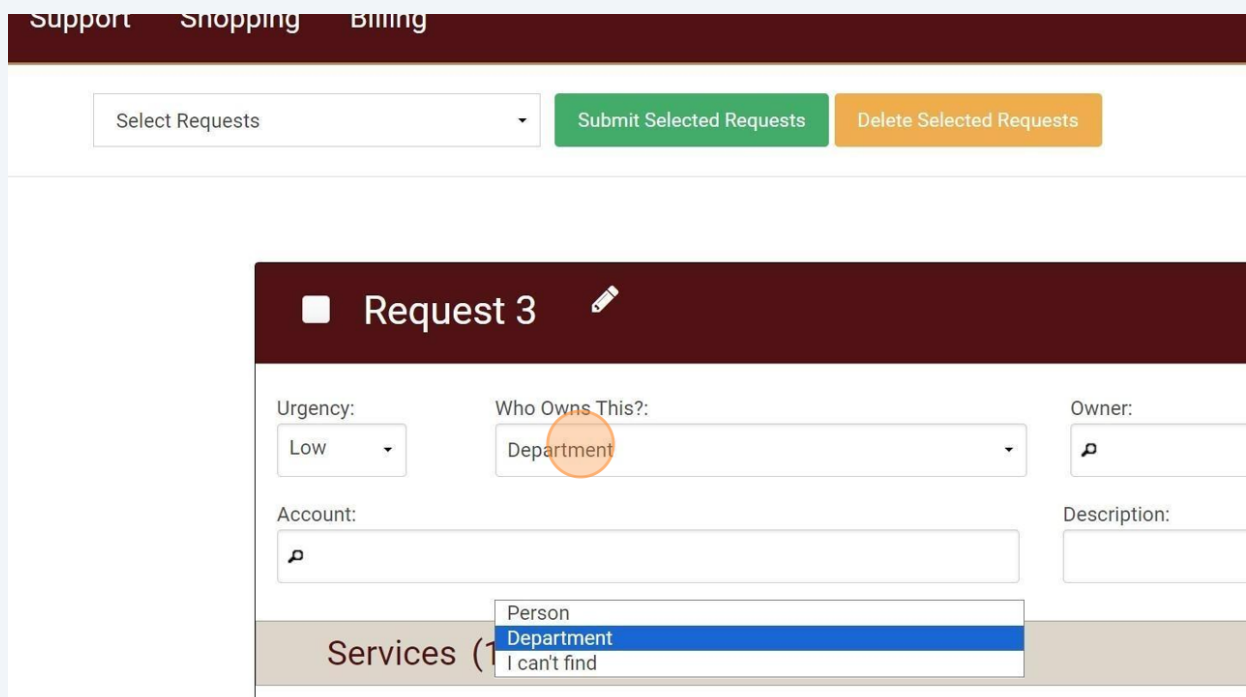 Support Shopping Billing
Select Requests Submit Selected Requests Delete Selected Requests
Request 3
Urgency: Who Owns This?: Owner:
Low Department
Account: Description:
Person
Department
I can't find
Services (1